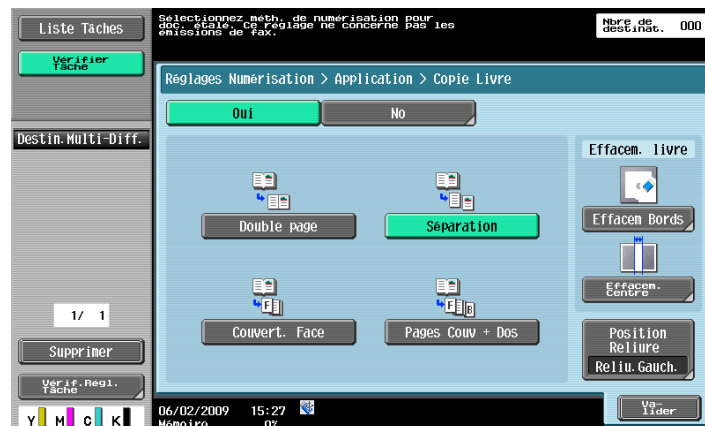 Liste Tâches
Sélectionnez méth. de numérisation pour
doc. étalé. Ce réglage ne concerne pas les
émissions de fax.
Nbre de
destinat.
000
Vérifier
Tâche
Réglages Numérisation > Application > Copie Livre
Oui
No
Destin.Multi-Diff.
Effacem. livre
Double page
Séparation
Effacem Bords
Effacem.
Centre
Couvert. Face
Pages Couv + Dos
1/ 1
Position
Reliure
Reliu.Gauch.
Supprimer
Vérif.Régl.
Tâche
Va-
lider
06/02/2009 15:27
Mémoire 0%
Y M C K
F
F B